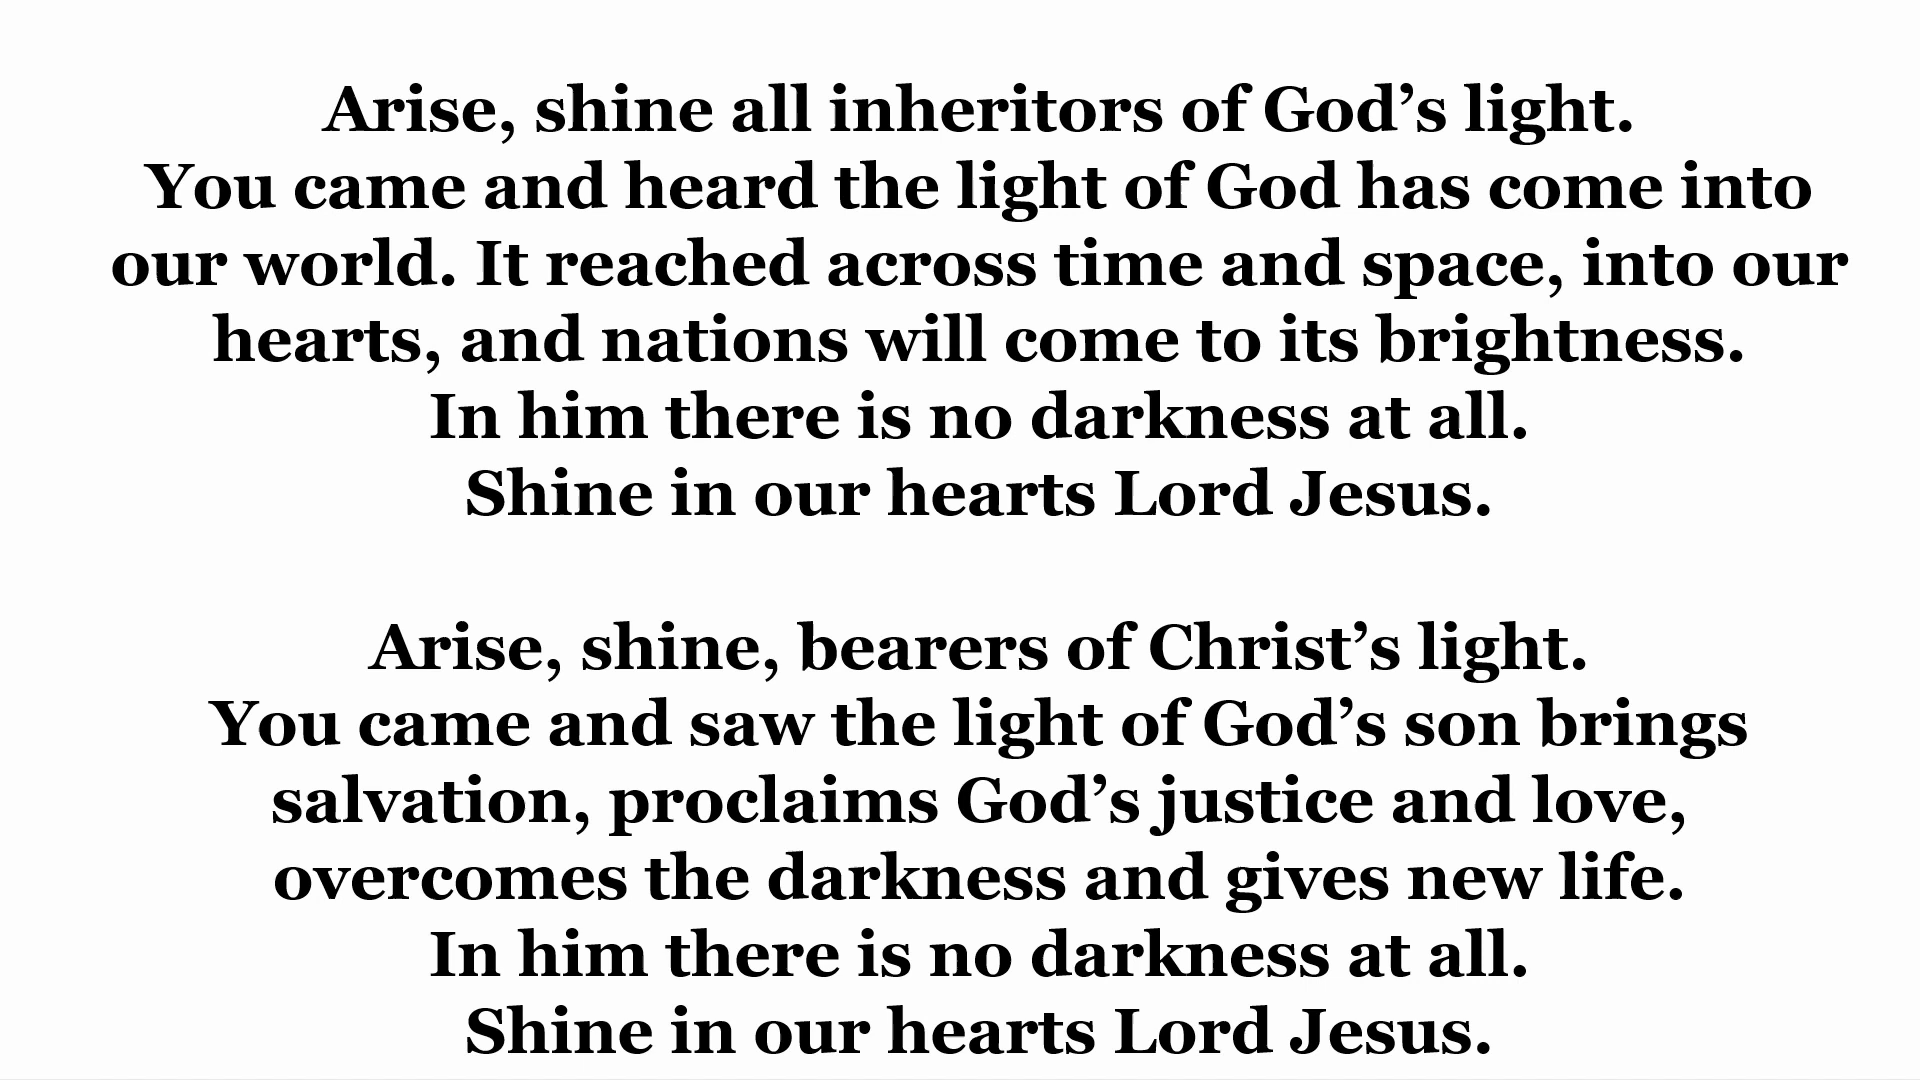 Arise, shine all inheritors of God’s light.
You came and heard the light of God has come into
our world. It reached across time and space, into our
hearts, and nations will come to its brightness.
In him there is no darkness at all.
Shine in our hearts Lord Jesus.
Arise, shine, bearers of Christ’s light.
You came and saw the light of God’s son brings
salvation, proclaims God’s justice and love,
overcomes the darkness and gives new life.
In him there is no darkness at all.
Shine in our hearts Lord Jesus.